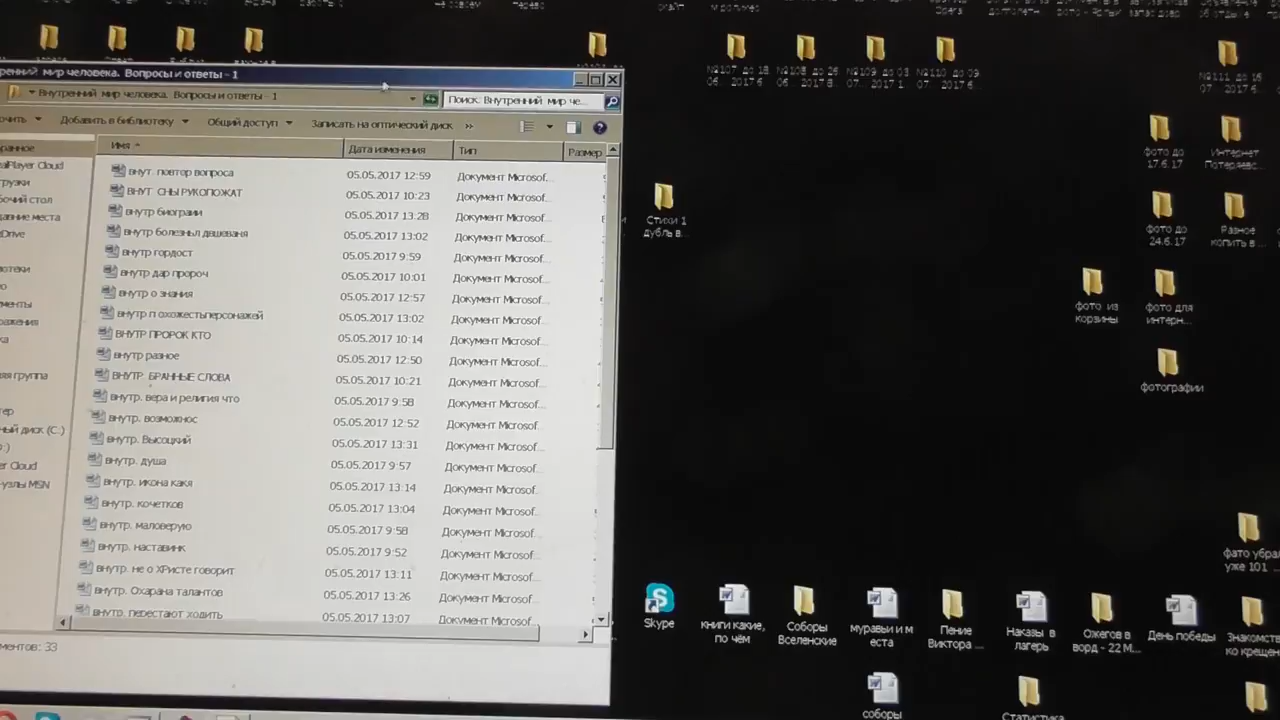 Внутренний мир человека. Вопросы и ответы - 1
Поиск: Внутренний мир че...
Добавить в библиотеку
Общий доступ
Записать на оптический диск
»
Имя
Дата изменения
Тип
Размер
внут. повтор вопроса 05.05.2017 12:59 Документ Microsof...
ВНУТ СНЫ РУКОПОЖАТ 05.05.2017 10:23 Документ Microsof...
внутр биографии 05.05.2017 13:28 Документ Microsof...
внутр болезньл дешеваня 05.05.2017 13:02 Документ Microsof...
внутр гордост 05.05.2017 9:59 Документ Microsof...
внутр дар пророч 05.05.2017 10:01 Документ Microsof...
внутр о знания 05.05.2017 12:57 Документ Microsof...
внутр п охожестьперсонажей 05.05.2017 13:02 Документ Microsof...
ВНУТР ПРОРОК КТО 05.05.2017 10:14 Документ Microsof...
внутр разное 05.05.2017 12:50 Документ Microsof...
ВНУТР. БРАННЫЕ СЛОВА 05.05.2017 10:21 Документ Microsof...
внутр. вера и религия что 05.05.2017 9:58 Документ Microsof...
внутр. возможнос 05.05.2017 12:52 Документ Microsof...
внутр. Высоцкий 05.05.2017 13:31 Документ Microsof...
внутр. душа 05.05.2017 9:57 Документ Microsof...
внутр. икона какя 05.05.2017 13:14 Документ Microsof...
внутр. кочетков 05.05.2017 13:04 Документ Microsof...
внутр. маловерую 05.05.2017 9:58 Документ Microsof...
внутр. наставинк 05.05.2017 9:52 Документ Microsof...
внутр. не о ХРисте говорит 05.05.2017 13:11 Документ Microsof...
внутр. Охарана талантов 05.05.2017 13:26 Документ Microsof...
внутр. перестают ходить 05.05.2017 13:07 Документ Microsof...
ментов: 33
Стихи 1
дубль в...
фото до
17.6.17
Интернет
Потеряевс...
фото до
24.6.17
Разное
копить в...
фото из
корзины
фото для
интерн...
фотографии
фато убра
уже 101 ...
Skype
книги какие,
по чём
Соборы
Вселенские
муравьи и м
еста
Пение
Виктора ...
Наказы в
лагерь
Ожегов в
ворд - 22 М...
День победы
Знакомств
ко крещен
соборы
Статистика